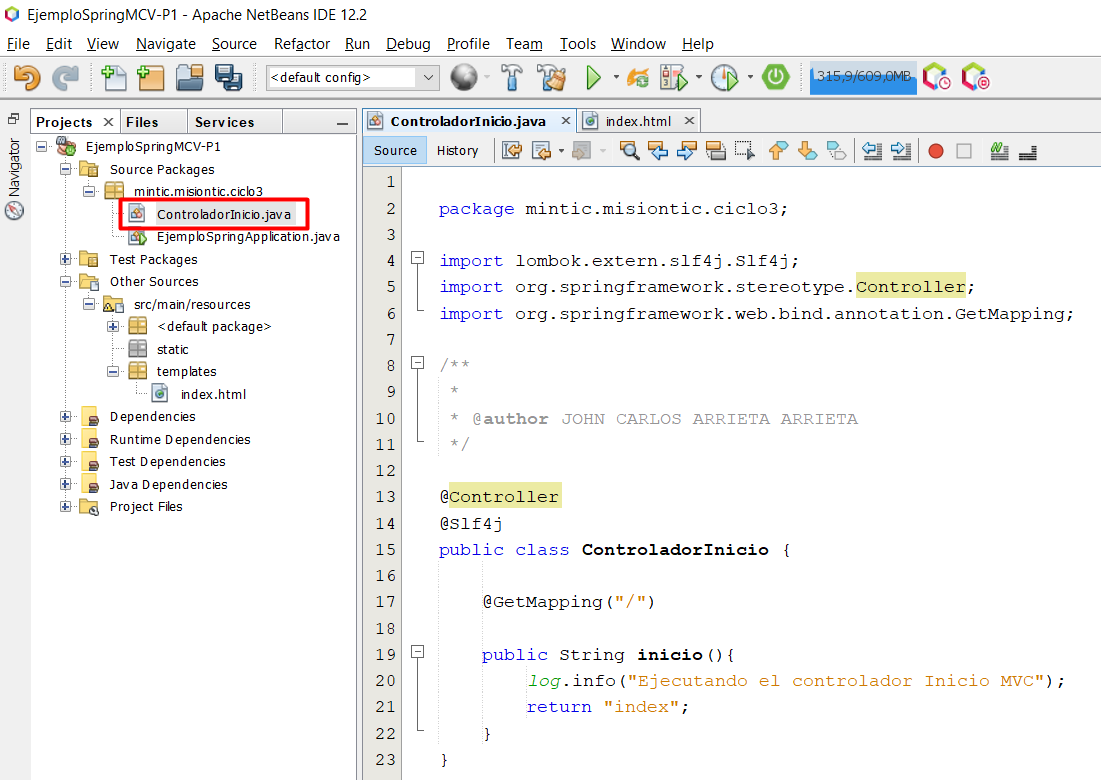 EjemploSpringMCV-P1 - Apache NetBeans IDE 12.2
File Edit View Navigate Source Refactor Run Debug Profile Team Tools Window Help
<default config>
315,9/609,0MB
Navigator
Projects Files Services
EjemploSpringMCV-P1
Source Packages
mintic.misiontic.ciclo3
ControladorInicio.java
EjemploSpringApplication.java
Test Packages
Other Sources
src/main/resources
<default package>
static
templates
index.html
Dependencies
Runtime Dependencies
Test Dependencies
Java Dependencies
Project Files
ControladorInicio.java index.html
Source History
1
2 package mintic.misiontic.ciclo3;
3
4 import lombok.extern.slf4j.Slf4j;
5 import org.springframework.stereotype.Controller;
6 import org.springframework.web.bind.annotation.GetMapping;
7
8 /**
9 *
10 * @author JOHN CARLOS ARRIETA ARRIETA
11 */
12
13 @Controller
14 @Slf4j
15 public class ControladorInicio {
16
17 @GetMapping("/")
18
19 public String inicio(){
20 log.info("Ejecutando el controlador Inicio MVC");
21 return "index";
22 }
23 }